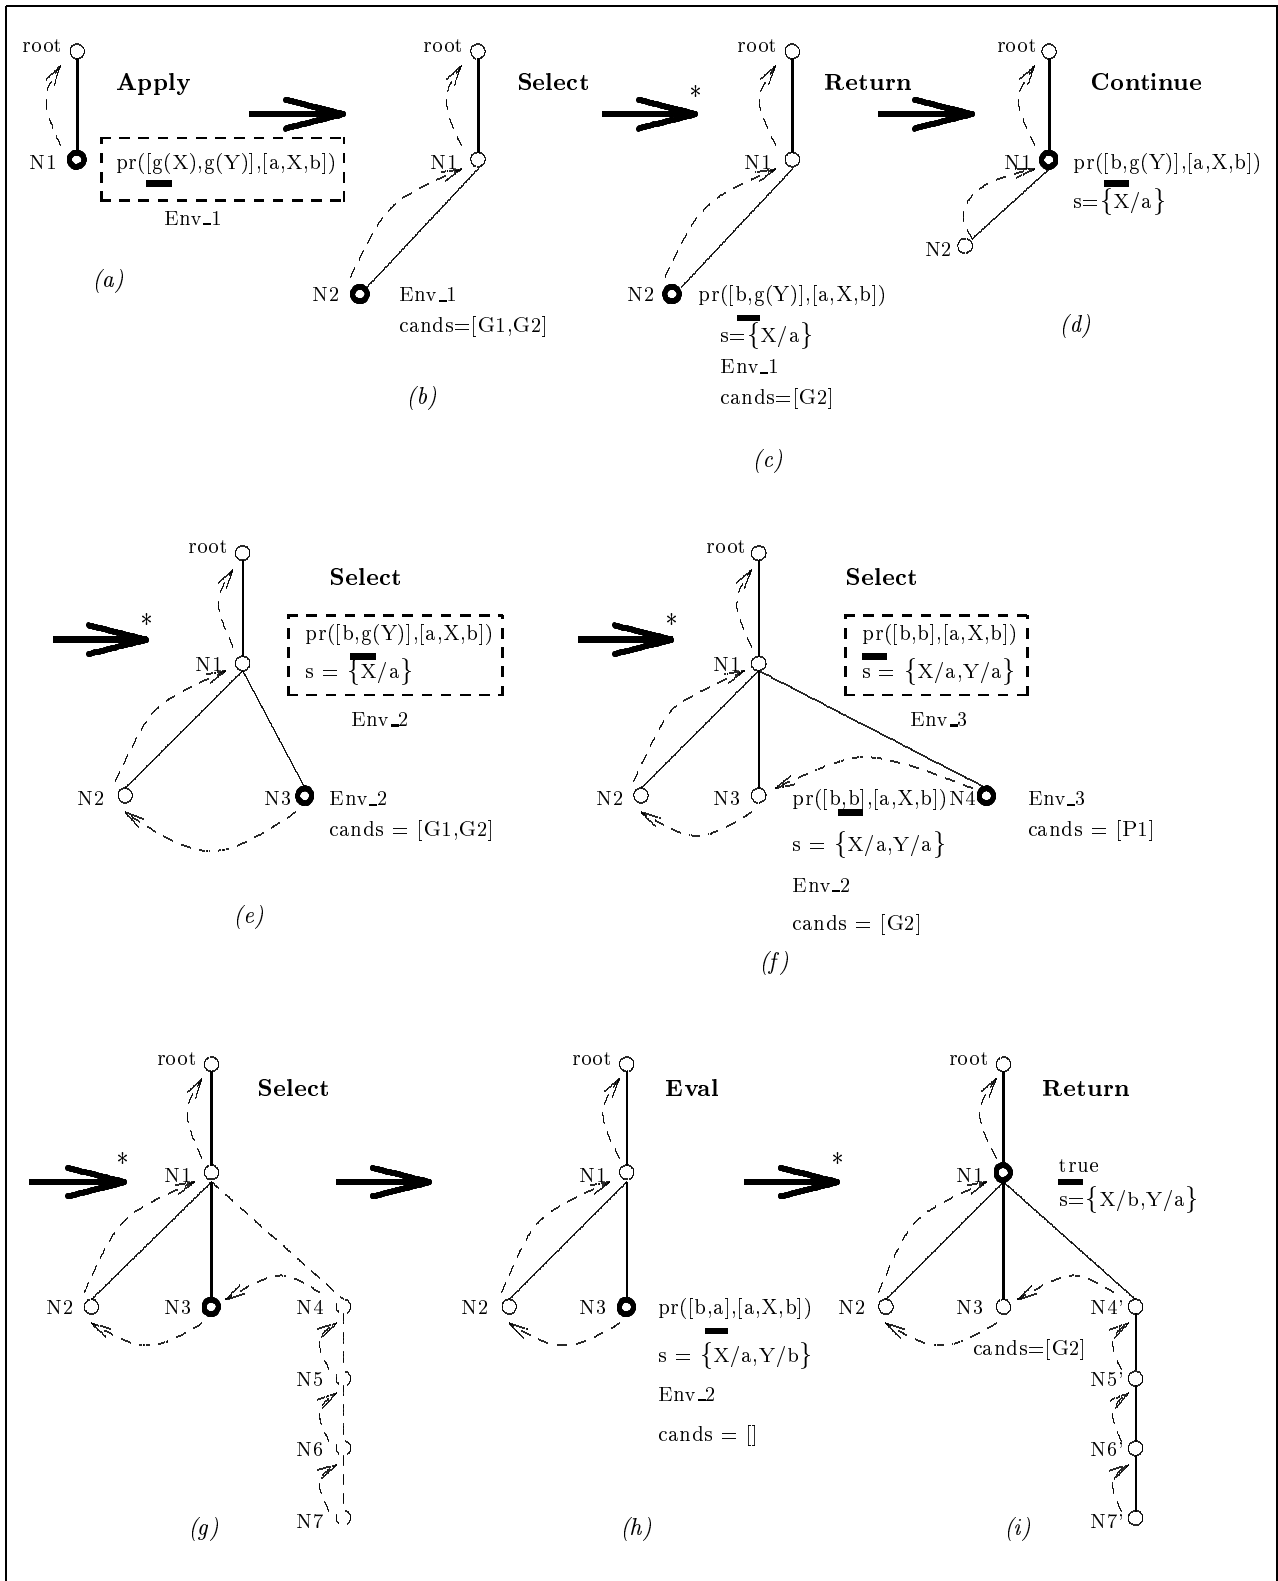 root
Apply
N1
pr([g(X),g(Y)],[a,X,b])
Env_1
(a)
root
Select
N1
N2
Env_1
cands=[G1,G2]
(b)
*
root
Return
N1
N2
pr([b,g(Y)],[a,X,b])
s={X/a}
Env_1
cands=[G2]
(c)
root
Continue
N1
pr([b,g(Y)],[a,X,b])
s={X/a}
N2
(d)
*
root
Select
pr([b,g(Y)],[a,X,b])
s = {X/a}
Env_2
N1
N2
N3
Env_2
cands = [G1,G2]
(e)
*
root
Select
pr([b,b],[a,X,b])
s = {X/a,Y/a}
Env_3
N1
N2
N3
pr([b,b],[a,X,b])
s = {X/a,Y/a}
Env_2
cands = [G2]
N4
Env_3
cands = [P1]
(f)
*
root
Select
N1
N2
N3
N4
N5
N6
N7
(g)
root
Eval
N1
N2
N3
pr([b,a],[a,X,b])
s = {X/a,Y/b}
Env_2
cands = []
(h)
*
root
Return
N1
true
s={X/b,Y/a}
N2
N3
cands=[G2]
N4'
N5'
N6'
N7'
(i)